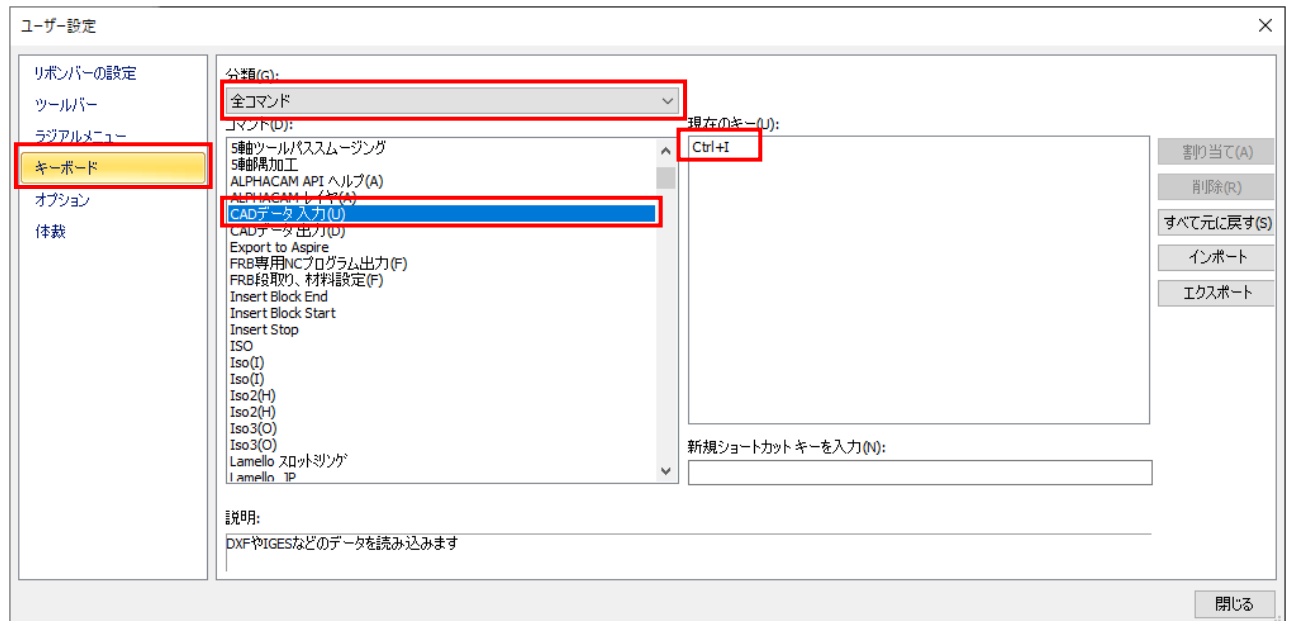 ユーザー設定
リボンバーの設定
ツールバー
ラジアルメニュー
キーボード
オプション
体裁
分類(G):
全コマンド
コマンド(D):
5軸ツールパススムージング
5軸部隅加工
ALPHACAM API ヘルプ(A)
ALPHACAM レイヤ(A)
CADデータ入力(U)
CADデータ出力(D)
Export to Aspire
FRB専用NCプログラム出力(F)
FRB段取り、材料設定(F)
Insert Block End
Insert Block Start
Insert Stop
ISO
Iso(I)
Iso(I)
Iso2(H)
Iso2(H)
Iso3(O)
Iso3(O)
Lamello スロットミリング
Lamello_JP
現在のキー(U):
Ctrl+I
新規ショートカット キーを入力(N):
割り当て(A)
削除(R)
すべて元に戻す(S)
インポート
エクスポート
説明:
DXFやIGESなどのデータを読み込みます
閉じる